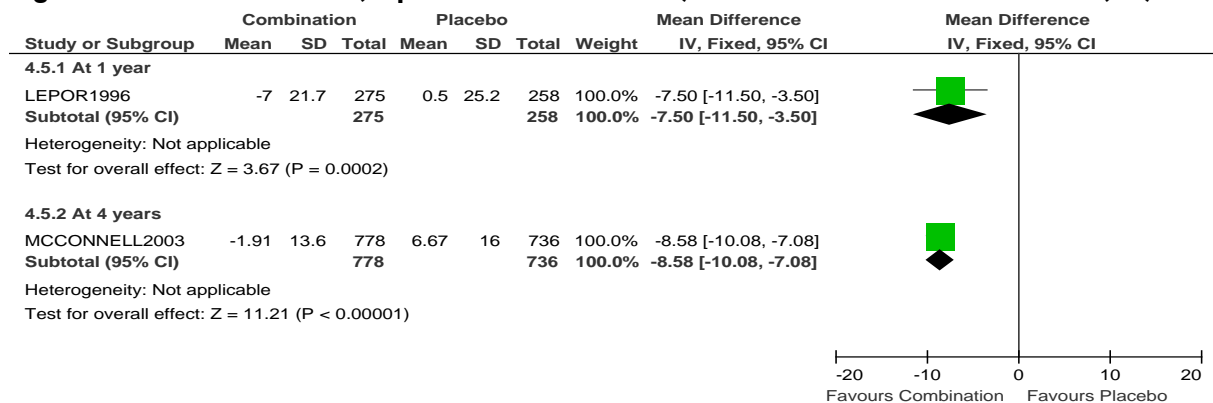 Combination Placebo Mean Difference Mean Difference
Study or Subgroup Mean SD Total Mean SD Total Weight IV, Fixed, 95% CI IV, Fixed, 95% CI
4.5.1 At 1 year
LEPOR1996 -7 21.7 275 0.5 25.2 258 100.0% -7.50 [-11.50, -3.50]
Subtotal (95% CI) 275 258 100.0% -7.50 [-11.50, -3.50]
Heterogeneity: Not applicable
Test for overall effect: Z = 3.67 (P = 0.0002)
4.5.2 At 4 years
MCCONNELL2003 -1.91 13.6 778 6.67 16 736 100.0% -8.58 [-10.08, -7.08]
Subtotal (95% CI) 778 736 100.0% -8.58 [-10.08, -7.08]
Heterogeneity: Not applicable
Test for overall effect: Z = 11.21 (P < 0.00001)
-20 -10 0 10 20
Favours Combination Favours Placebo